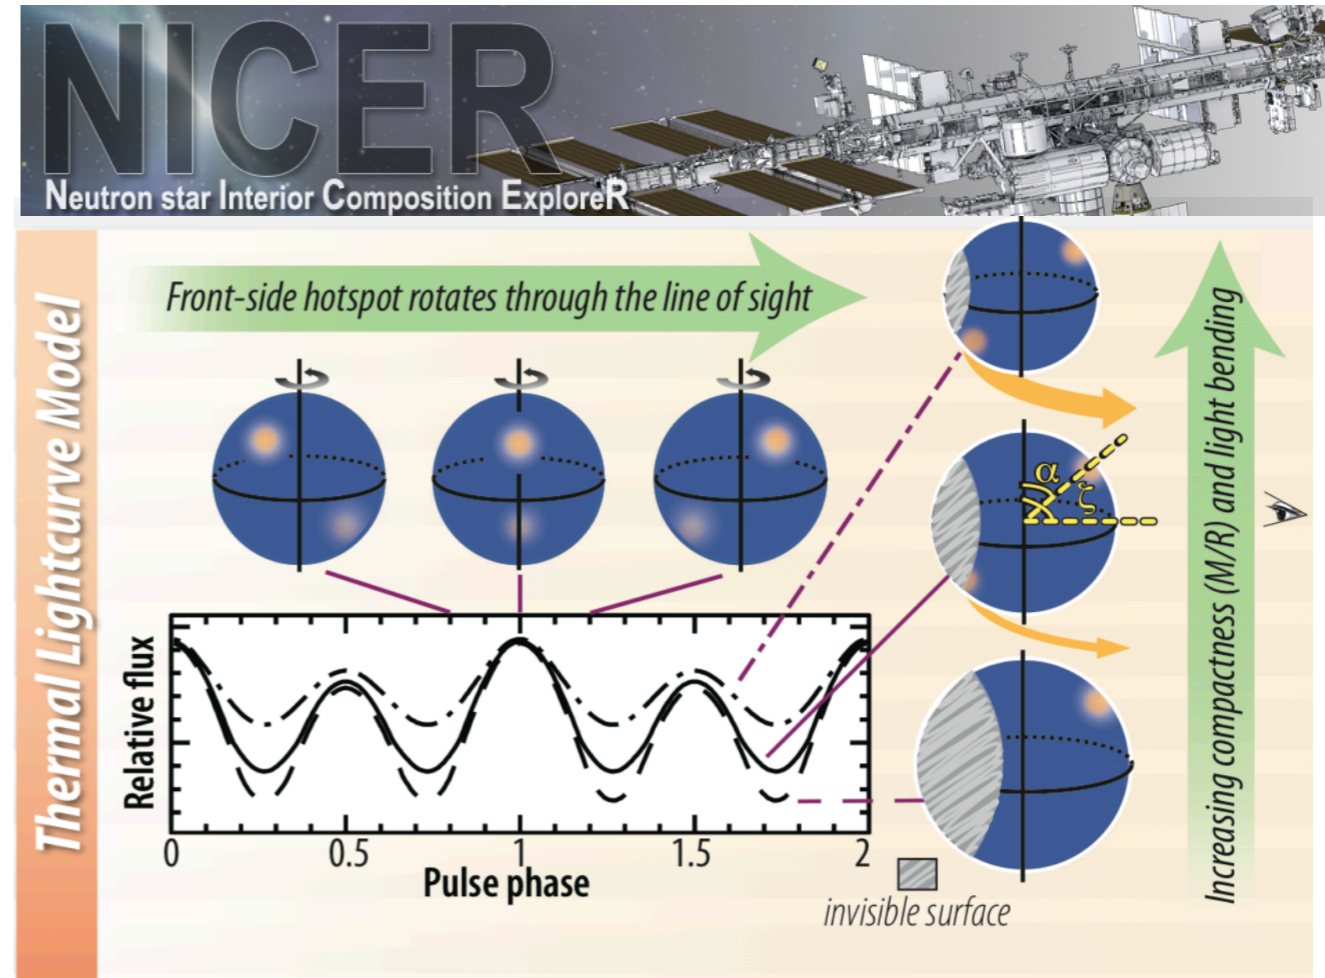 NICER
Neutron star Interior Composition ExploreR
Thermal Lightcurve Model
Front-side hotspot rotates through the line of sight
α
ζ
Increasing compactness (M/R) and light bending
Relative flux
0 0.5 1 1.5 2
Pulse phase
invisible surface